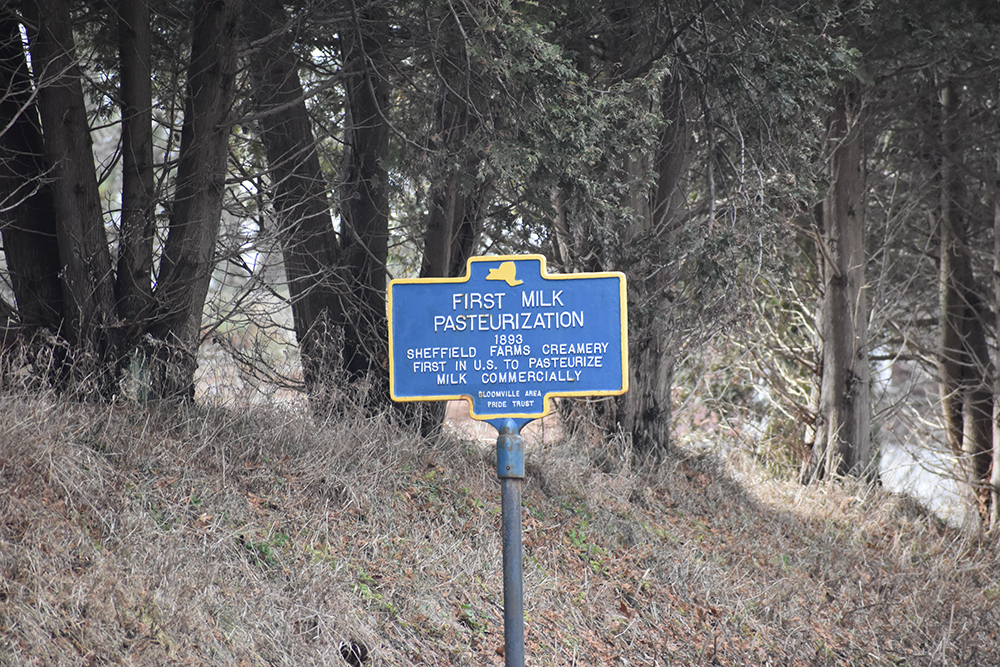 FIRST MILK
PASTEURIZATION
1893
SHEFFIELD FARMS CREAMERY
FIRST IN U.S. TO PASTEURIZE
MILK COMMERCIALLY
BLOOMVILLE AREA
PRIDE TRUST